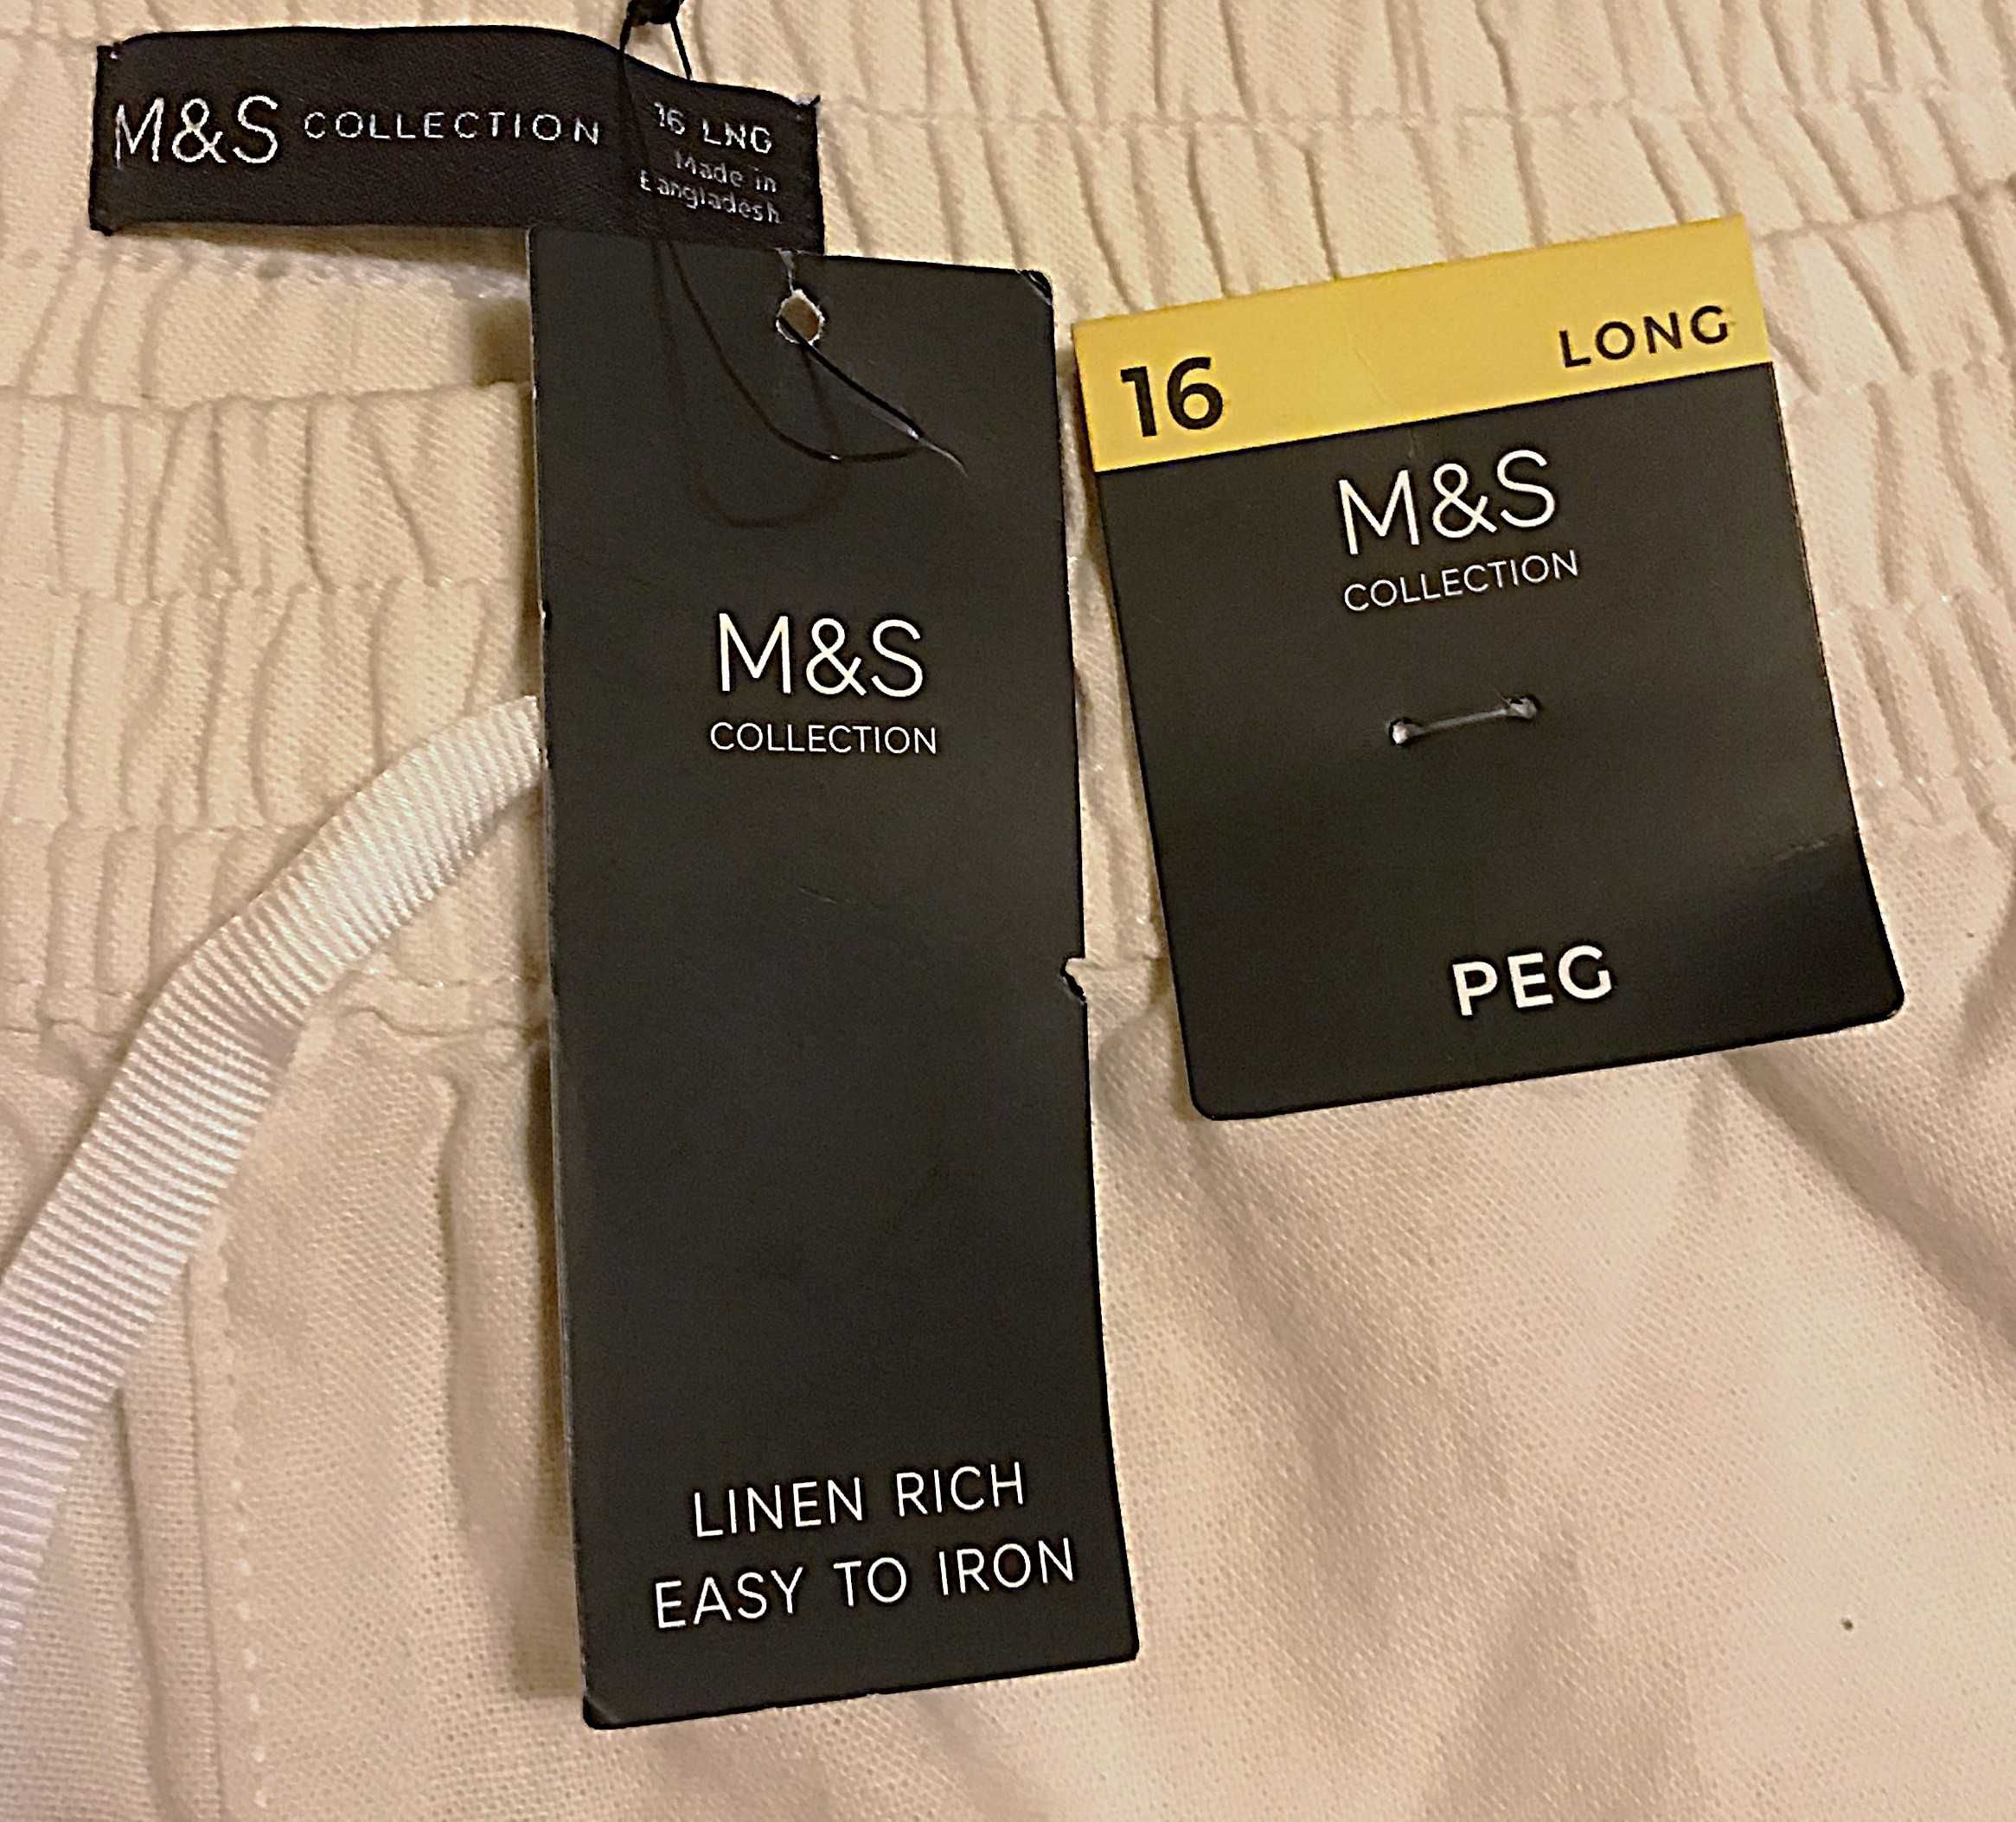 M&S COLLECTION
16 LNG
Made in
Bangladesh
M&S
COLLECTION
LINEN RICH
EASY TO IRON
16 LONG
M&S
COLLECTION
PEG